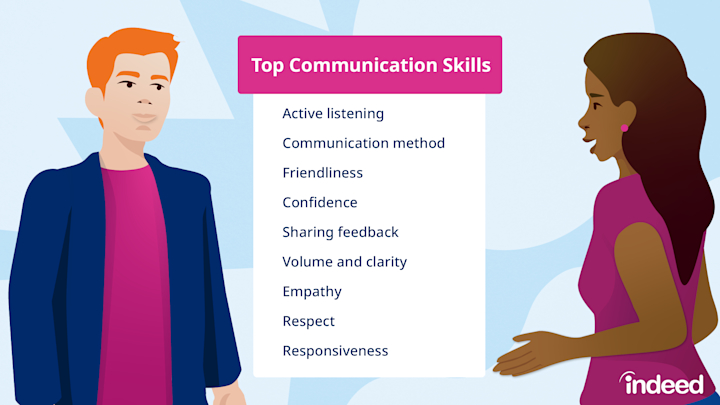 Top Communication Skills
Active listening
Communication method
Friendliness
Confidence
Sharing feedback
Volume and clarity
Empathy
Respect
Responsiveness
indeed